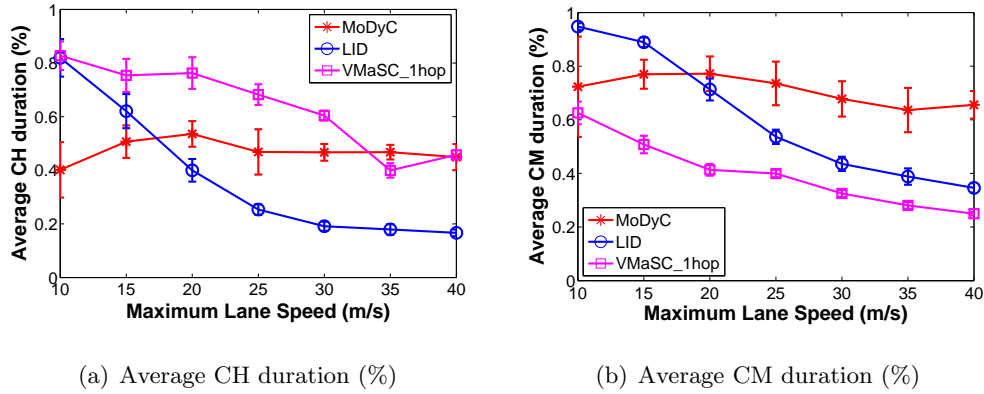 Average CH duration (%)
1
0.8
0.6
0.4
0.2
0
10 15 20 25 30 35 40
Maximum Lane Speed (m/s)
MoDyC
LID
VMaSC_1hop
(a) Average CH duration (%)
Average CM duration (%)
1
0.8
0.6
0.4
0.2
0
10 15 20 25 30 35 40
Maximum Lane Speed (m/s)
MoDyC
LID
VMaSC_1hop
(b) Average CM duration (%)